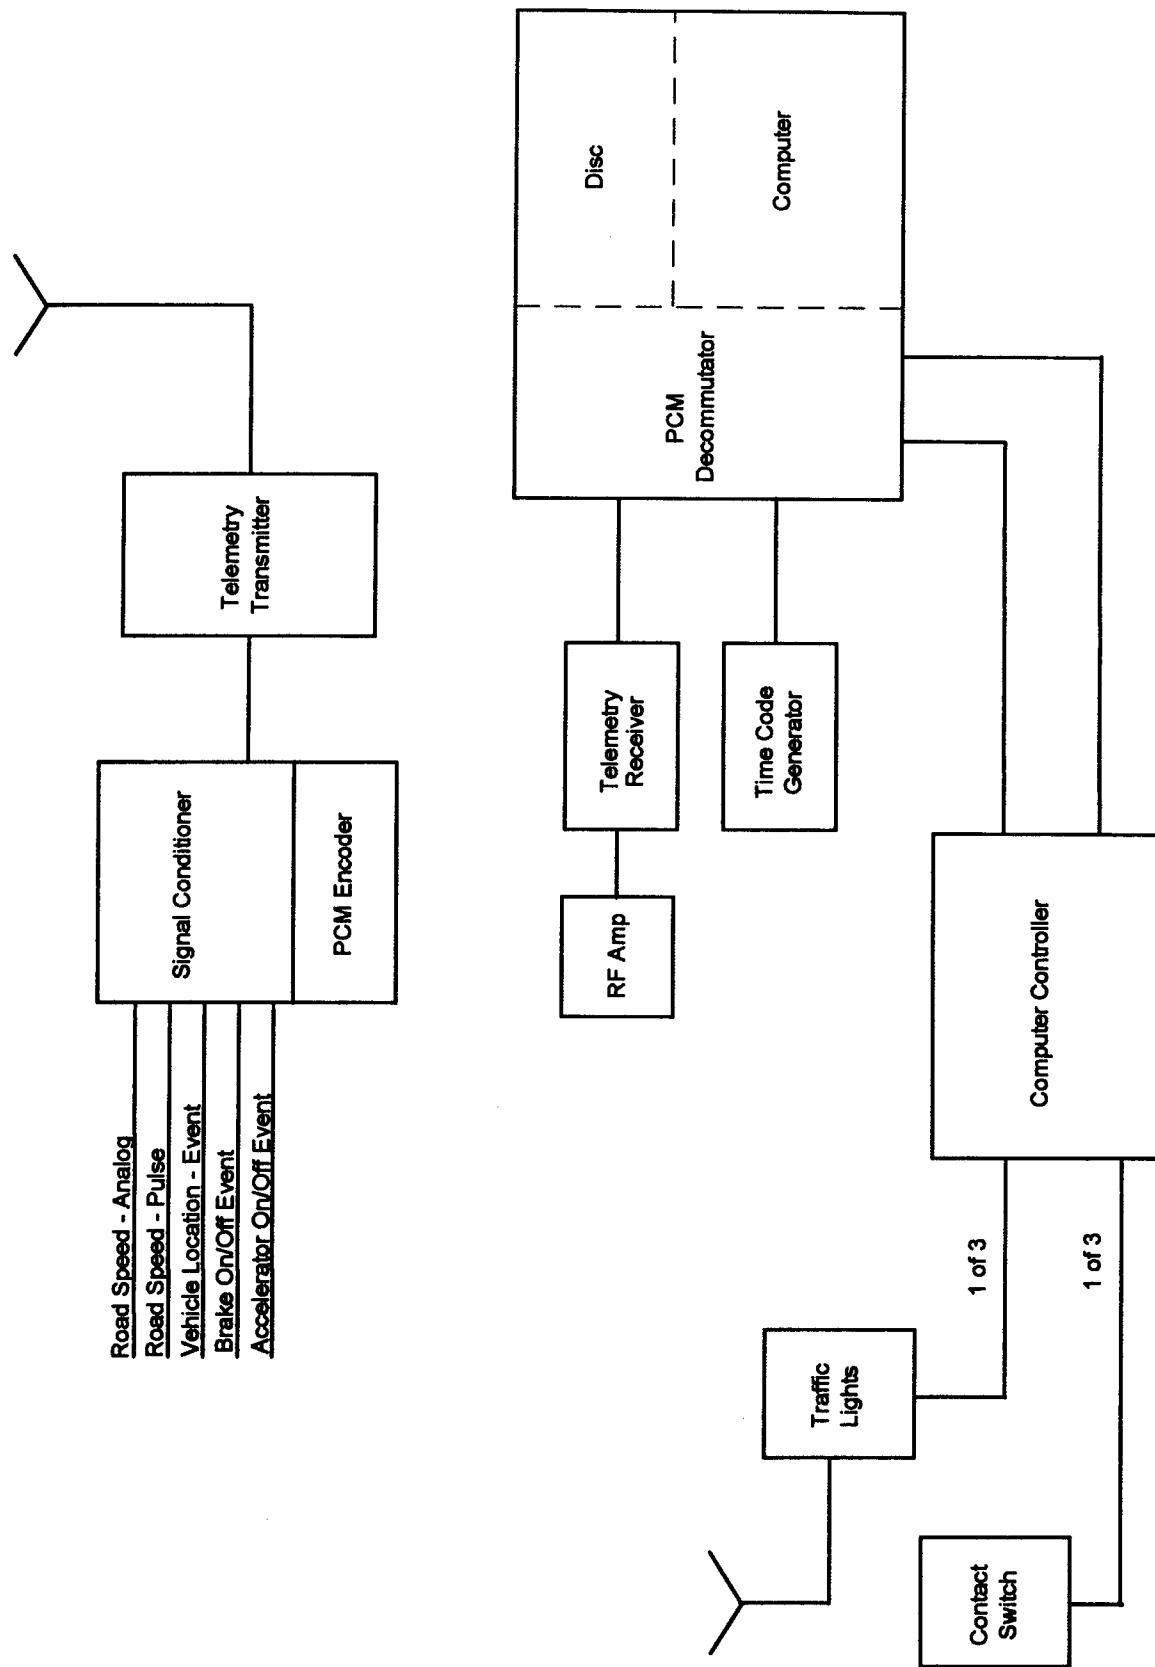 Road Speed - Analog
Road Speed - Pulse
Vehicle Location - Event
Brake On/Off Event
Accelerator On/Off Event
Signal Conditioner
PCM Encoder
Telemetry
Transmitter
RF Amp
Telemetry
Receiver
Time Code
Generator
PCM
Decommutator
Disc
Computer
Traffic
Lights
Contact
Switch
1 of 3
1 of 3
Computer Controller